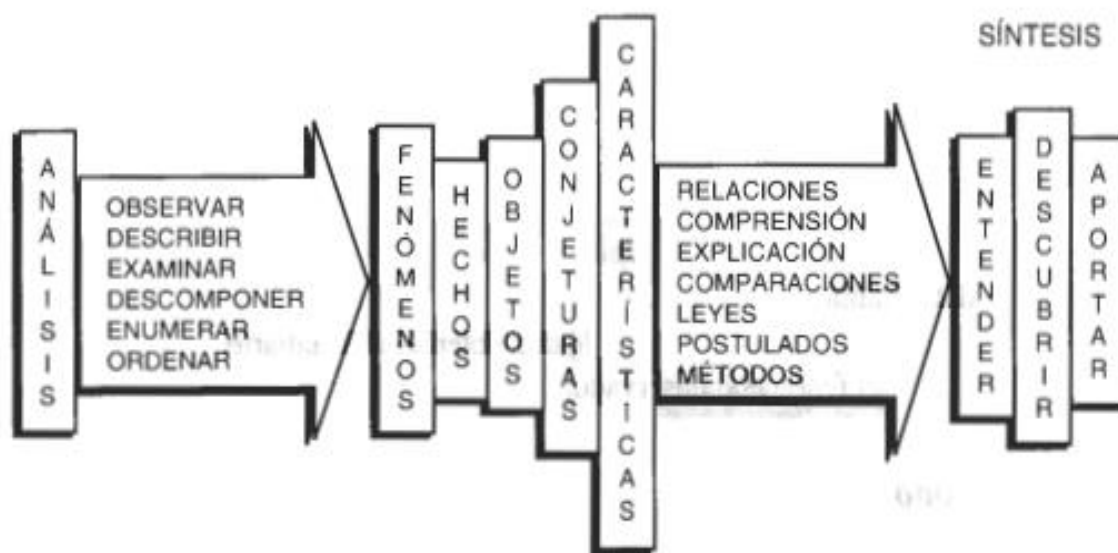 SÍNTESIS
ANÁLISIS
OBSERVAR
DESCRIBIR
EXAMINAR
DESCOMPONER
ENUMERAR
ORDENAR
FENÓMENOS
HECHOS
OBJETOS
CONJETURAS
CARACTERÍSTICAS
RELACIONES
COMPRENSIÓN
EXPLICACIÓN
COMPARACIONES
LEYES
POSTULADOS
MÉTODOS
ENTENDER
DESCUBRIR
APORTAR